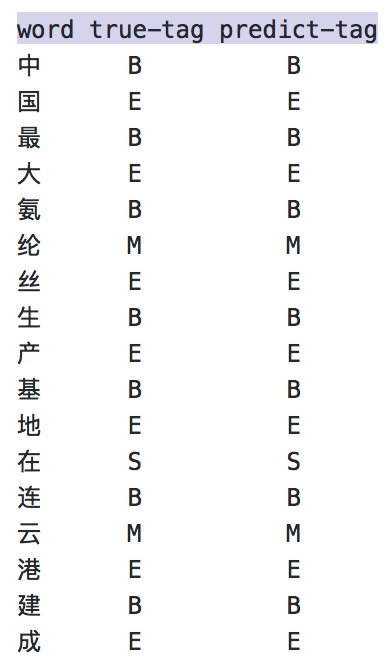 word true-tag predict-tag
中 B B
国 E E
最 B B
大 E E
氨 B B
纶 M M
丝 E E
生 B B
产 E E
基 B B
地 E E
在 S S
连 B B
云 M M
港 E E
建 B B
成 E E